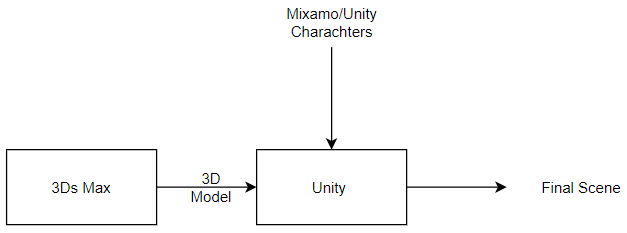 Mixamo/Unity
Charachters
3Ds Max
3D
Model
Unity
Final Scene